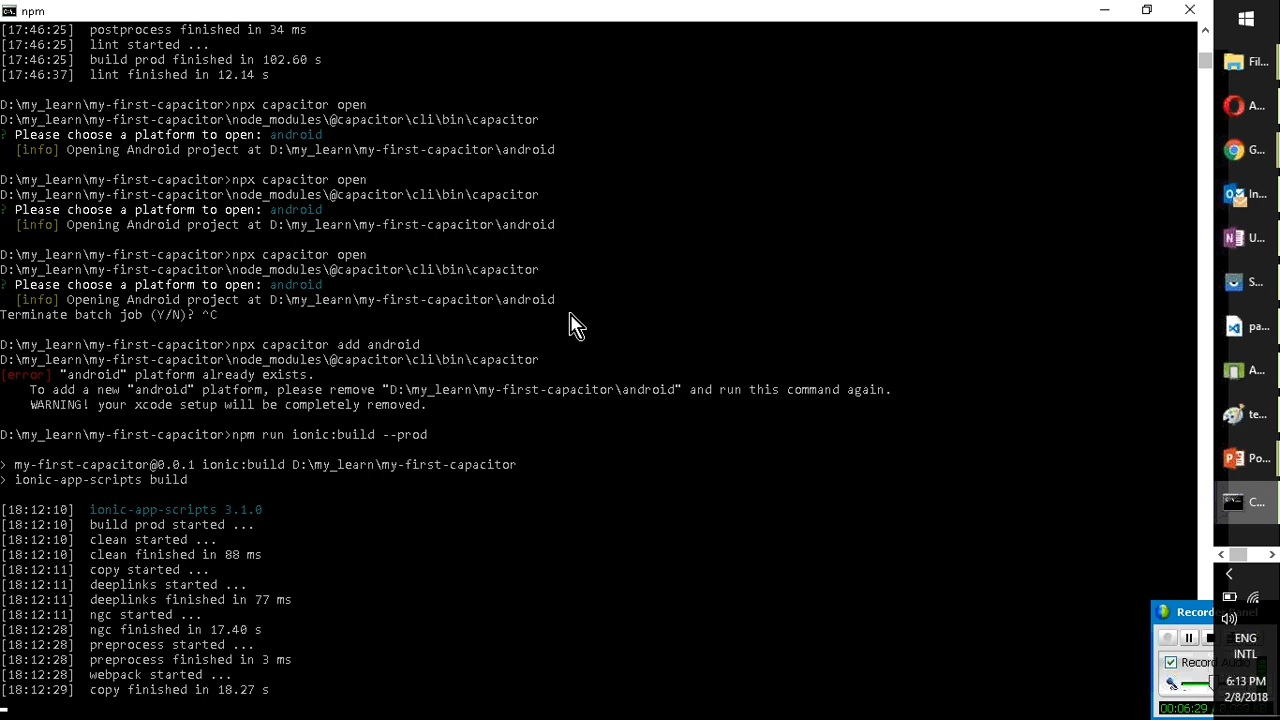 npm
[17:46:25]  postprocess finished in 34 ms
[17:46:25]  lint started ...
[17:46:25]  build prod finished in 102.60 s
[17:46:37]  lint finished in 12.14 s
D:\my_learn\my-first-capacitor>npx capacitor open
D:\my_learn\my-first-capacitor\node_modules\@capacitor\cli\bin\capacitor
? Please choose a platform to open: android
[info] Opening Android project at D:\my_learn\my-first-capacitor\android
D:\my_learn\my-first-capacitor>npx capacitor open
D:\my_learn\my-first-capacitor\node_modules\@capacitor\cli\bin\capacitor
? Please choose a platform to open: android
[info] Opening Android project at D:\my_learn\my-first-capacitor\android
D:\my_learn\my-first-capacitor>npx capacitor open
D:\my_learn\my-first-capacitor\node_modules\@capacitor\cli\bin\capacitor
? Please choose a platform to open: android
[info] Opening Android project at D:\my_learn\my-first-capacitor\android
Terminate batch job (Y/N)? ^C
D:\my_learn\my-first-capacitor>npx capacitor add android
D:\my_learn\my-first-capacitor\node_modules\@capacitor\cli\bin\capacitor
[error] "android" platform already exists.
To add a new "android" platform, please remove "D:\my_learn\my-first-capacitor\android" and run this command again.
WARNING! your xcode setup will be completely removed.
D:\my_learn\my-first-capacitor>npm run ionic:build --prod
> my-first-capacitor@0.0.1 ionic:build D:\my_learn\my-first-capacitor
> ionic-app-scripts build
[18:12:10]  ionic-app-scripts 3.1.0
[18:12:10]  build prod started ...
[18:12:10]  clean started ...
[18:12:10]  clean finished in 88 ms
[18:12:11]  copy started ...
[18:12:11]  deeplinks started ...
[18:12:11]  deeplinks finished in 77 ms
[18:12:11]  ngc started ...
[18:12:28]  ngc finished in 17.40 s
[18:12:28]  preprocess started ...
[18:12:28]  preprocess finished in 3 ms
[18:12:28]  webpack started ...
[18:12:29]  copy finished in 18.27 s
Fil...
A...
G...
In...
U...
S...
pa...
A...
te...
Po...
C...
Recorder
Record
00:06:29
ENG
INTL
6:13 PM
2/8/2018